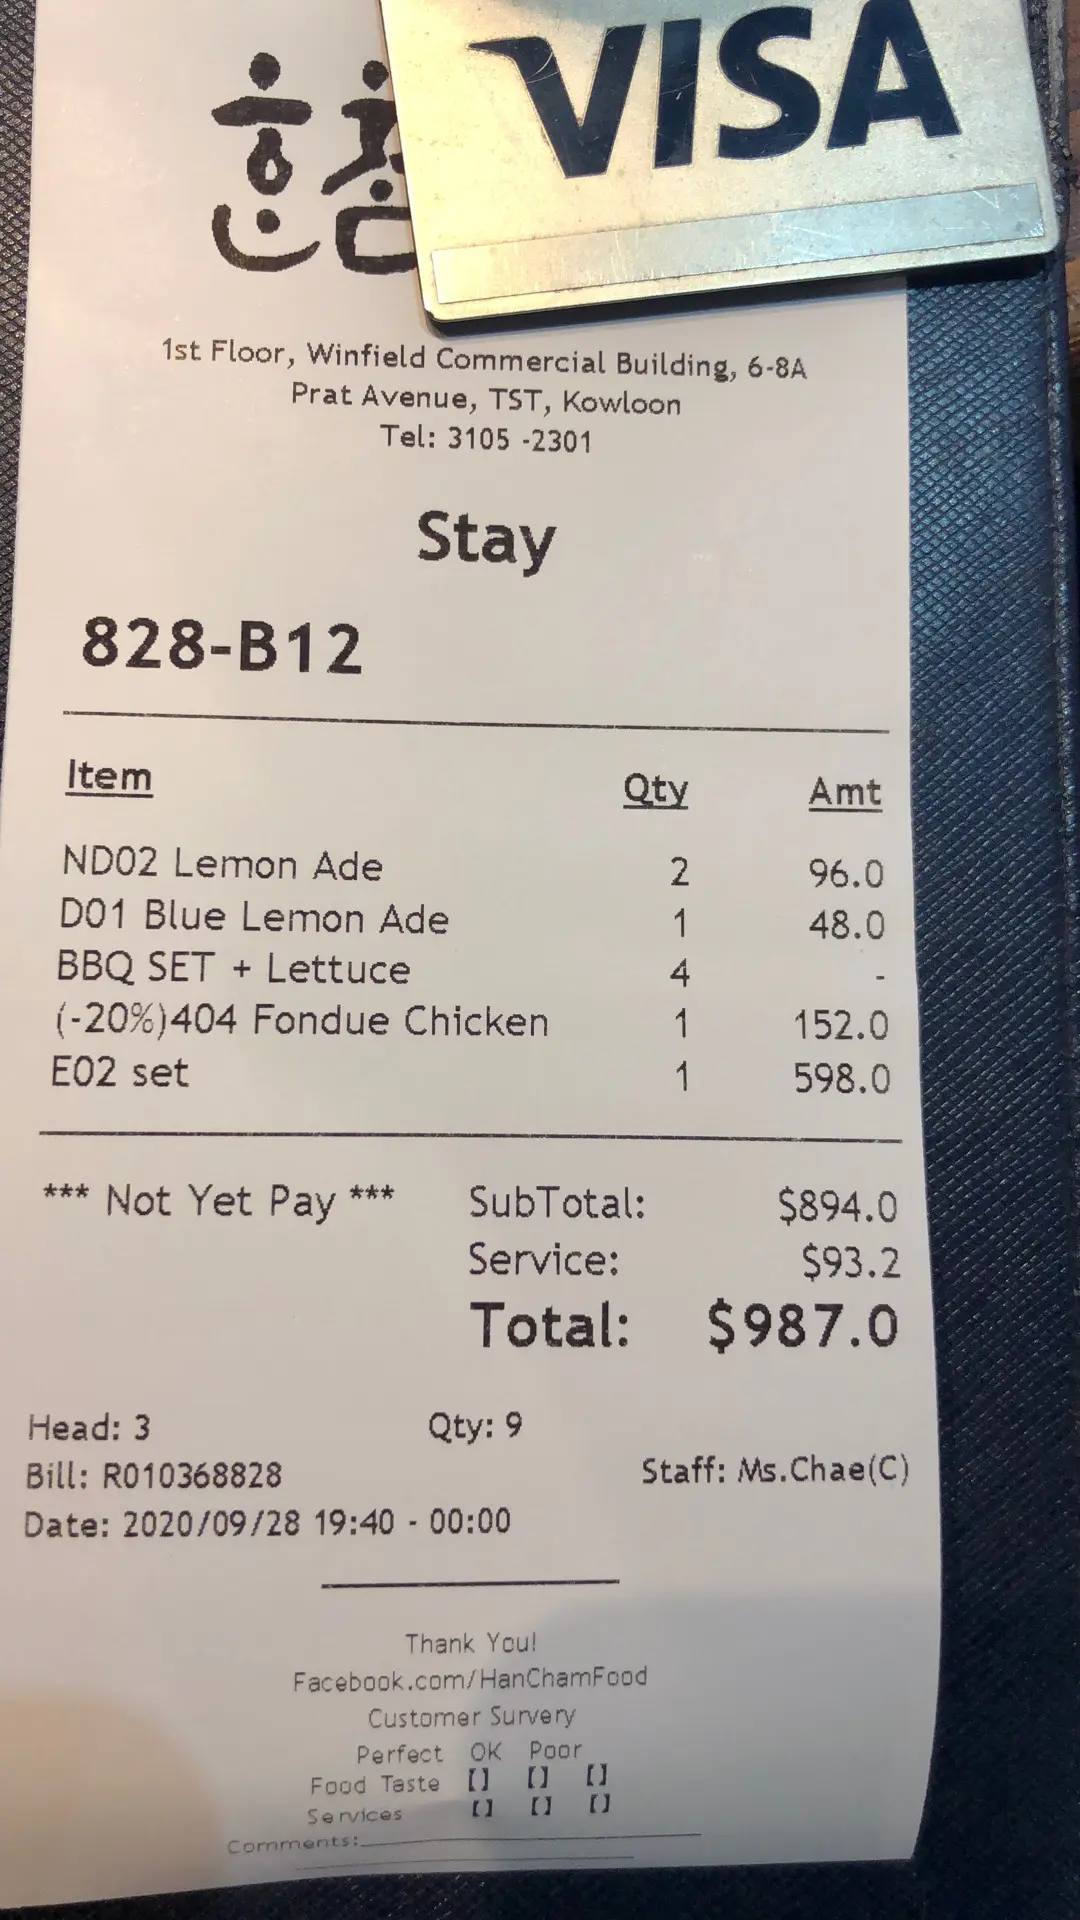 한
VISA
1st Floor, Winfield Commercial Building, 6-8A
Prat Avenue, TST, Kowloon
Tel: 3105 -2301
Stay
828-B12
Item Qty Amt
ND02 Lemon Ade 2 96.0
D01 Blue Lemon Ade 1 48.0
BBQ SET + Lettuce 4 -
(-20%)404 Fondue Chicken 1 152.0
E02 set 1 598.0
*** Not Yet Pay *** SubTotal: $894.0
Service: $93.2
Total: $987.0
Head: 3 Qty: 9
Bill: R010368828 Staff: Ms.Chae(C)
Date: 2020/09/28 19:40 - 00:00
Thank You!
Facebook.com/HanChamFood
Customer Survery
Perfect OK Poor
Food Taste [] [] []
Services [] [] []
Comments: